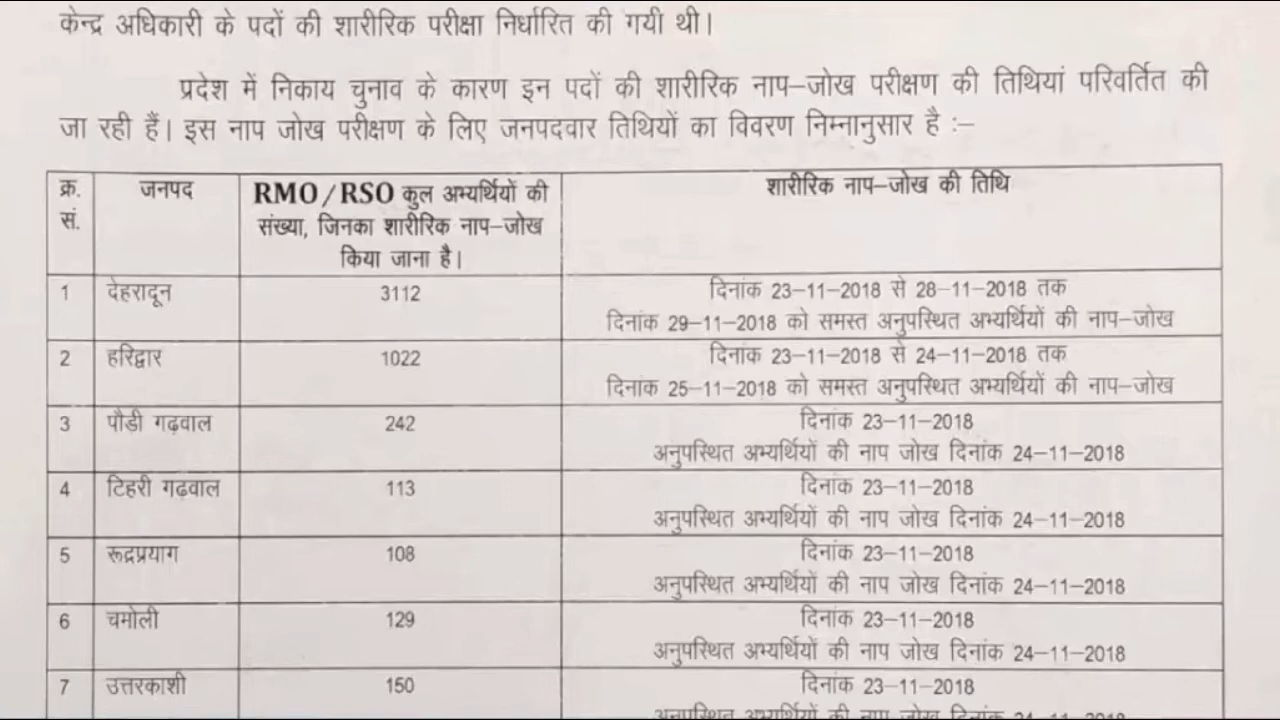 केन्द्र अधिकारी के पदों की शारीरिक परीक्षा निर्धारित की गयी थी।
प्रदेश में निकाय चुनाव के कारण इन पदों की शारीरिक नाप–जोख परीक्षण की तिथियां परिवर्तित की
जा रही हैं। इस नाप जोख परीक्षण के लिए जनपदवार तिथियों का विवरण निम्नानुसार है :–
क्र. सं. जनपद RMO/RSO कुल अभ्यर्थियों की संख्या, जिनका शारीरिक नाप–जोख किया जाना है। शारीरिक नाप–जोख की तिथि
1 देहरादून 3112 दिनांक 23–11–2018 से 28–11–2018 तक
दिनांक 29–11–2018 को समस्त अनुपस्थित अभ्यर्थियों की नाप–जोख
2 हरिद्वार 1022 दिनांक 23–11–2018 से 24–11–2018 तक
दिनांक 25–11–2018 को समस्त अनुपस्थित अभ्यर्थियों की नाप–जोख
3 पौडी गढ़वाल 242 दिनांक 23–11–2018
अनुपस्थित अभ्यर्थियों की नाप जोख दिनांक 24–11–2018
4 टिहरी गढ़वाल 113 दिनांक 23–11–2018
अनुपस्थित अभ्यर्थियों की नाप जोख दिनांक 24–11–2018
5 रूद्रप्रयाग 108 दिनांक 23–11–2018
अनुपस्थित अभ्यर्थियों की नाप जोख दिनांक 24–11–2018
6 चमोली 129 दिनांक 23–11–2018
अनुपस्थित अभ्यर्थियों की नाप जोख दिनांक 24–11–2018
7 उत्तरकाशी 150 दिनांक 23–11–2018